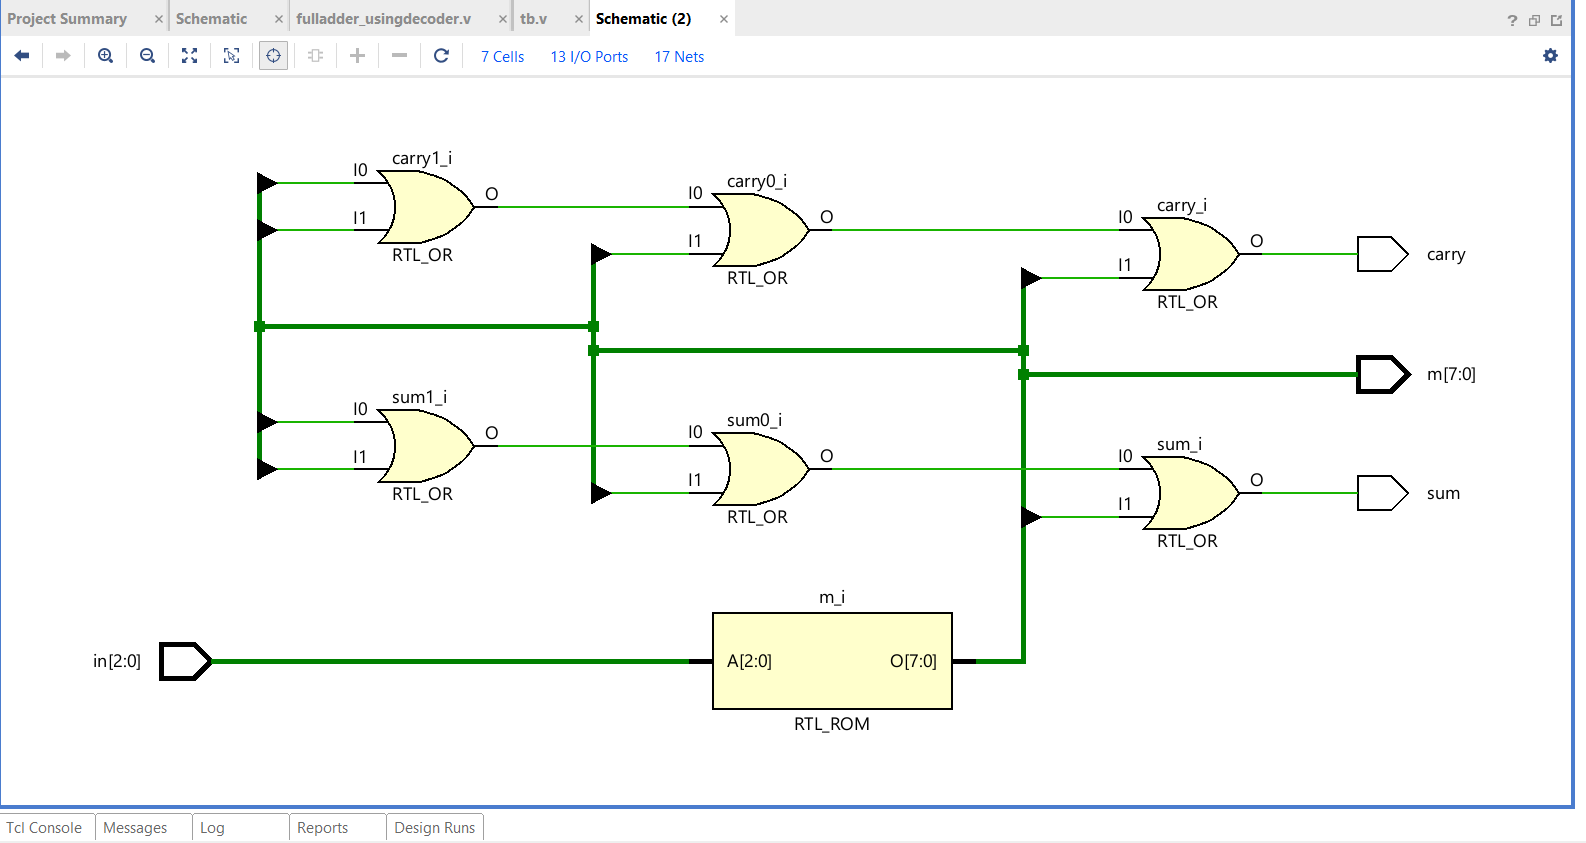 Project Summary × Schematic × fulladder_usingdecoder.v × tb.v × Schematic (2) × ?
7 Cells 13 I/O Ports 17 Nets
carry1_i
I0
I1
O
RTL_OR
carry0_i
I0
I1
O
RTL_OR
carry_i
I0
I1
O
RTL_OR
carry
m[7:0]
sum1_i
I0
I1
O
RTL_OR
sum0_i
I0
I1
O
RTL_OR
sum_i
I0
I1
O
RTL_OR
sum
m_i
in[2:0]
A[2:0] O[7:0]
RTL_ROM
Tcl Console Messages Log Reports Design Runs